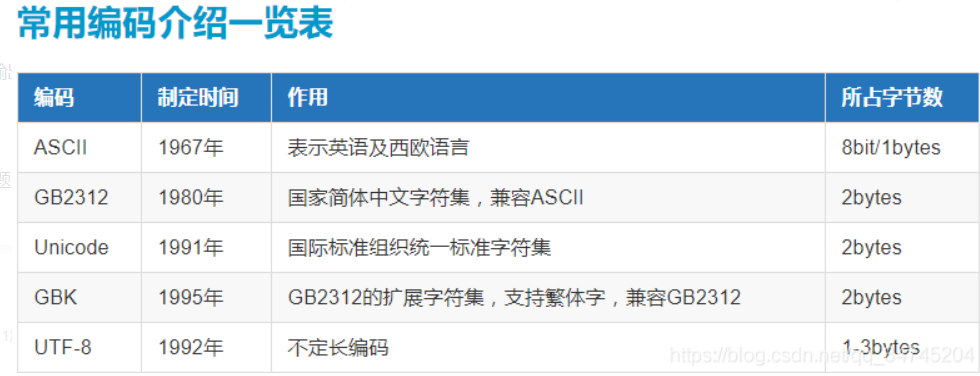 常用编码介绍一览表
编码 制定时间 作用 所占字节数
ASCII 1967年 表示英语及西欧语言 8bit/1bytes
GB2312 1980年 国家简体中文字符集，兼容ASCII 2bytes
Unicode 1991年 国际标准组织统一标准字符集 2bytes
GBK 1995年 GB2312的扩展字符集，支持繁体字，兼容GB2312 2bytes
UTF-8 1992年 不定长编码 1-3bytes